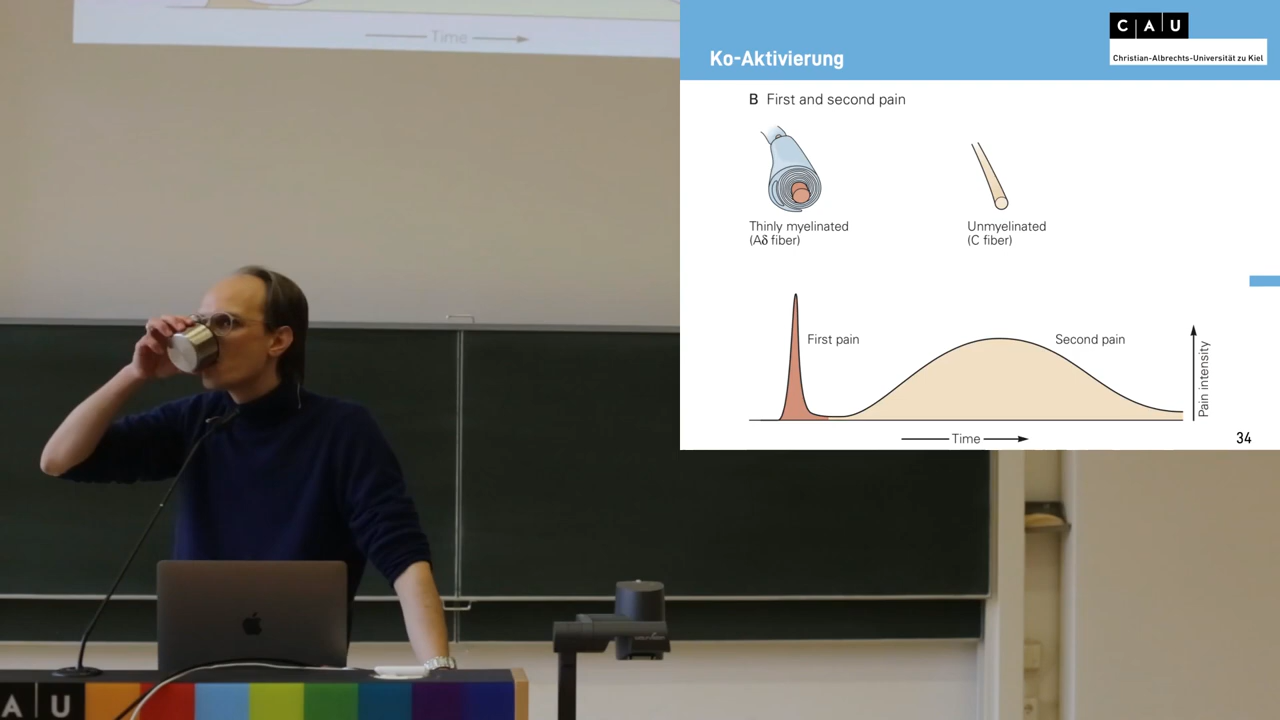 Time
Ko-Aktivierung
C A U
Christian-Albrechts-Universität zu Kiel
B First and second pain
Thinly myelinated
(Aδ fiber)
Unmyelinated
(C fiber)
First pain
Second pain
Pain intensity
Time
34
A U